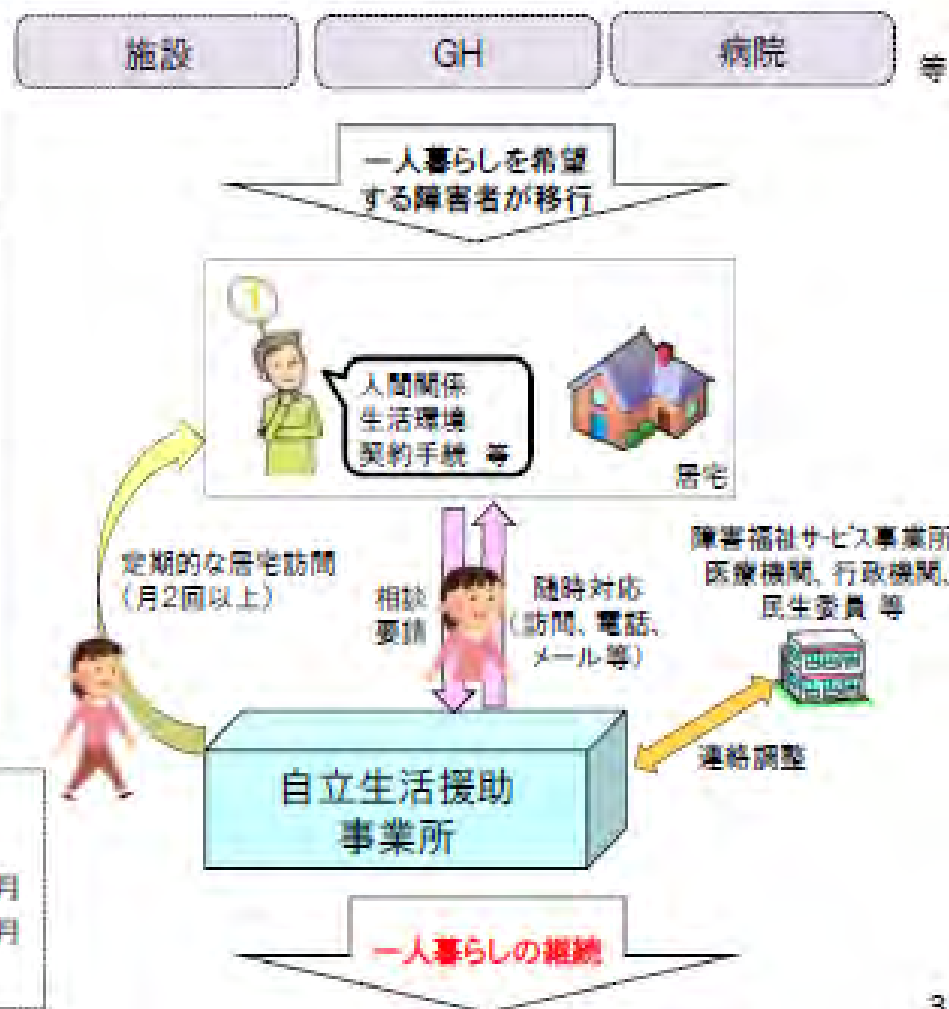 施設
GH
病院
等
一人暮らしを希望
する障害者が移行
人間関係
生活環境
契約手続 等
居宅
定期的な居宅訪問
(月2回以上)
相談
要請
随時対応
(訪問、電話、
メール等)
障害福祉サービス事業所
医療機関、行政機関、
民生委員 等
連絡調整
自立生活援助
事業所
月
月
一人暮らしの継続
3